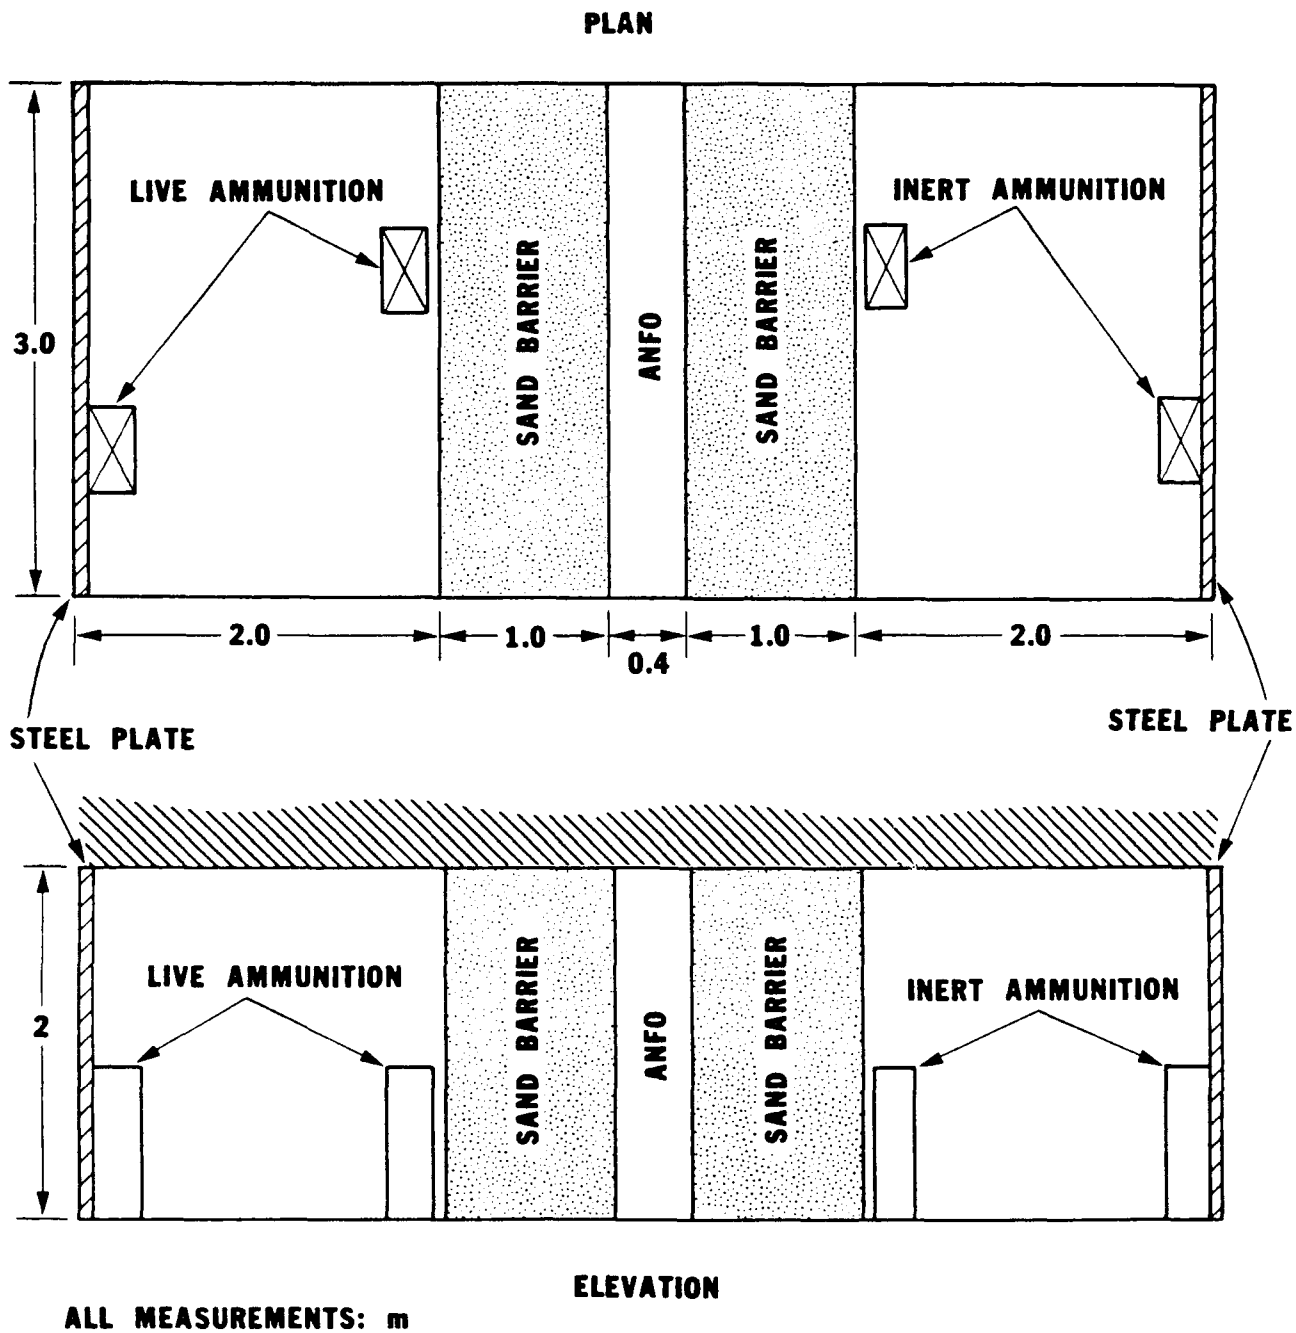 PLAN
LIVE AMMUNITION
INERT AMMUNITION
SAND BARRIER
ANFO
SAND BARRIER
3.0
2.0
1.0
0.4
1.0
2.0
STEEL PLATE
STEEL PLATE
LIVE AMMUNITION
INERT AMMUNITION
SAND BARRIER
ANFO
SAND BARRIER
2
ELEVATION
ALL MEASUREMENTS: m